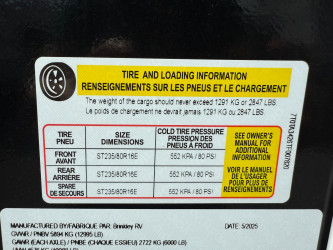 TIRE AND LOADING INFORMATION
RENSEIGNEMENTS SUR LES PNEUS ET LE CHARGEMENT
The weight of the cargo should never exceed 1291 KG or 2847 LBS
Le poids de chargement ne devrait jamais 1291 KG ou 2847 LBS
TIRE PNEU
SIZE DIMENSIONS
COLD TIRE PRESSURE PRESSION DES PNEUS À FROID
SEE OWNER'S MANUAL FOR ADDITIONAL INFORMATION
FRONT AVANT
ST235/80R16E
552 KPA / 80 PSI
REAR ARRIÈRE
ST235/80R16E
552 KPA / 80 PSI
SPARE DE SECOURS
ST235/80R16E
552 KPA / 80 PSI
VOIR LE MANUEL DE L'USAGER POUR PLUS DE RENSEIGNEMENTS
MANUFACTURED BY/FABRIQUE PAR: Brinkley RV
5/2025
GVWR / PNBV 5894 KG (12995 LBS)
GAWR (EACH AXLE) / PNBE (CHAQUE ESSIEU) 2722 KG (6000 LB)